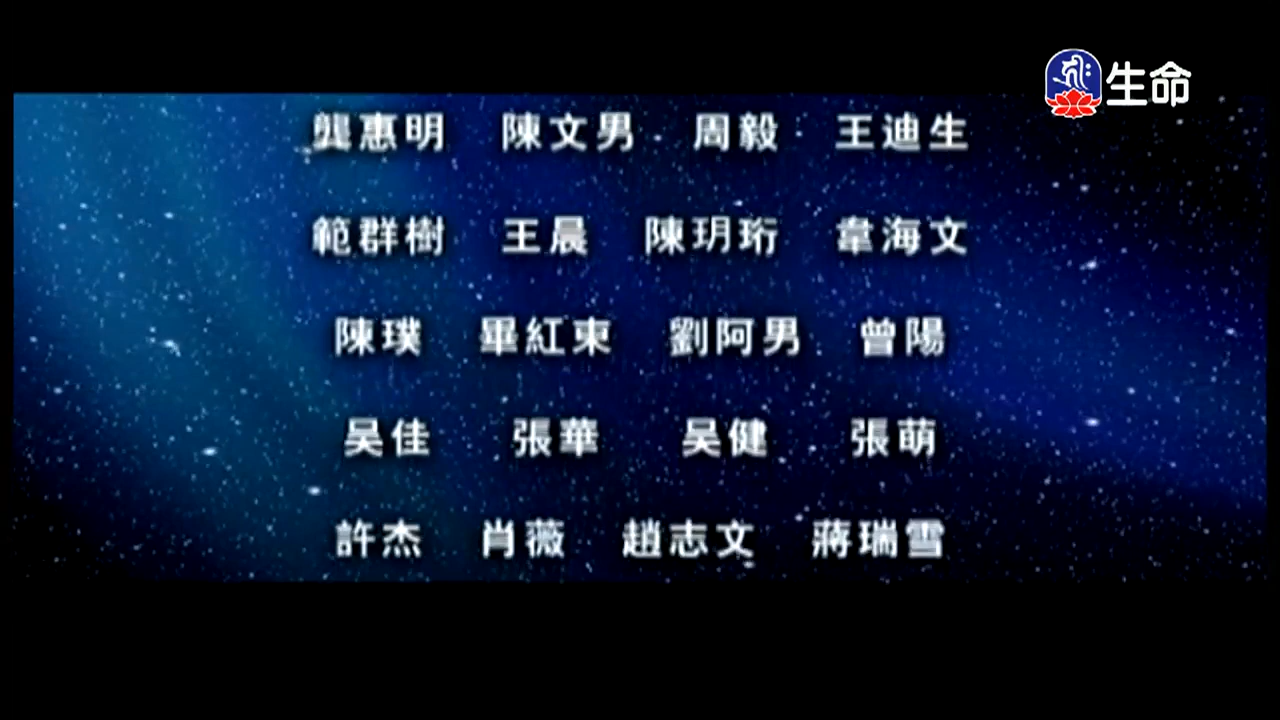 生命
龔惠明 陳文男 周毅 王迪生
範群樹 王晨 陳玥珩 韋海文
陳璞 畢紅東 劉阿男 曾陽
吴佳 張華 吴健 張萌
許杰 肖薇 趙志文 蔣瑞雪